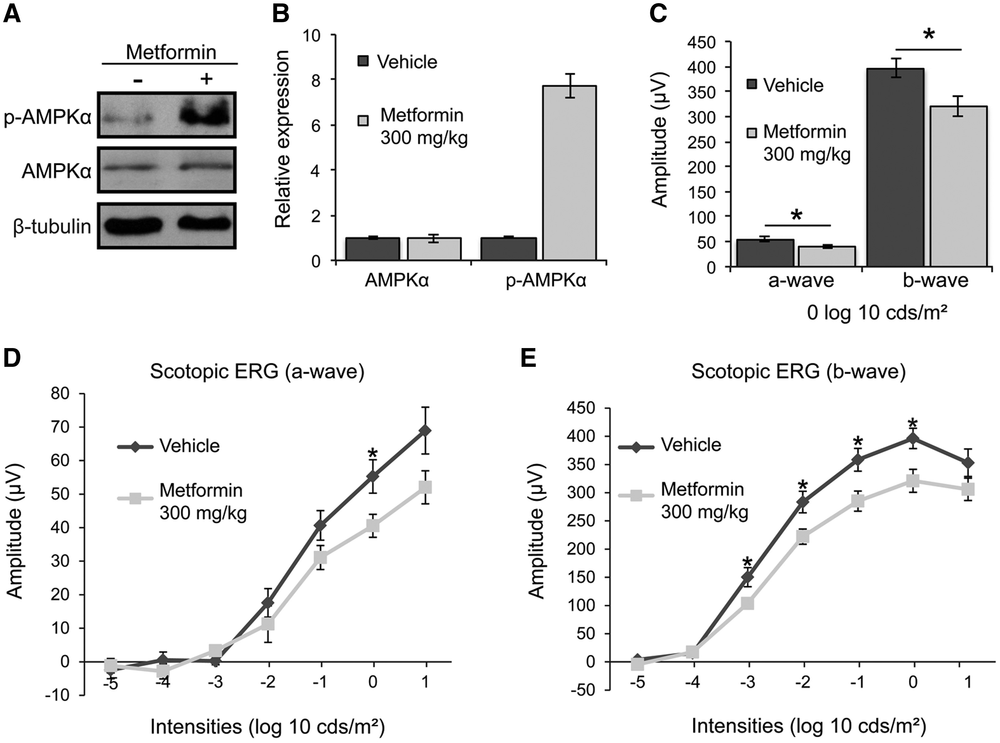 A
Metformin
- +
p-AMPKα
AMPKα
β-tubulin
B
Relative expression
10
8
6
4
2
0
Vehicle
Metformin
300 mg/kg
AMPKα
p-AMPKα
C
Amplitude (µV)
450
400
350
300
250
200
150
100
50
0
Vehicle
Metformin
300 mg/kg
*
*
a-wave
b-wave
0 log 10 cds/m²
D
Scotopic ERG (a-wave)
Amplitude (µV)
80
70
60
50
40
30
20
10
0
-10
Vehicle
Metformin
300 mg/kg
*
-5 -4 -3 -2 -1 0 1
Intensities (log 10 cds/m²)
E
Scotopic ERG (b-wave)
Amplitude (µV)
450
400
350
300
250
200
150
100
50
0
-50
Vehicle
Metformin
300 mg/kg
* * * *
-5 -4 -3 -2 -1 0 1
Intensities (log 10 cds/m²)